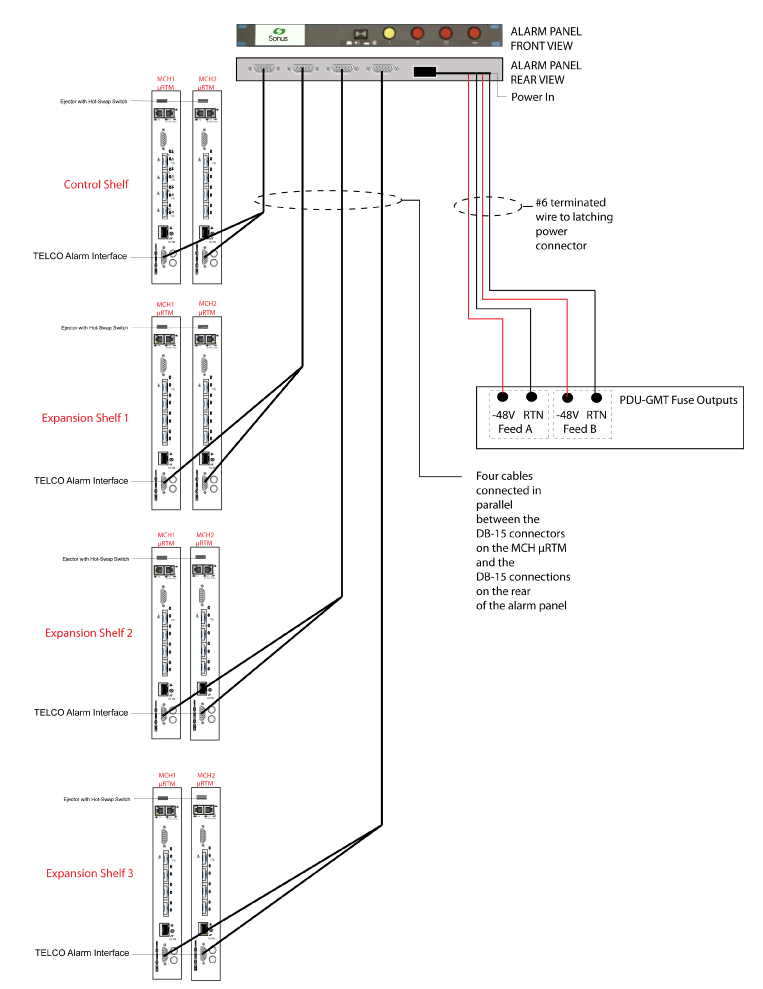 Sonus
ALARM PANEL
FRONT VIEW
ALARM PANEL
REAR VIEW
Power In
MCH1
µRTM
MCH2
µRTM
Ejector with Hot-Swap Switch
Control Shelf
TELCO Alarm Interface
#6 terminated
wire to latching
power
connector
MCH1
µRTM
MCH2
µRTM
Ejector with Hot-Swap Switch
Expansion Shelf 1
TELCO Alarm Interface
PDU-GMT Fuse Outputs
-48V RTN
Feed A
-48V RTN
Feed B
Four cables
connected in
parallel
between the
DB-15 connectors
on the MCH µRTM
and the
DB-15 connections
on the rear
of the alarm panel
MCH1
µRTM
MCH2
µRTM
Ejector with Hot-Swap Switch
Expansion Shelf 2
TELCO Alarm Interface
MCH1
µRTM
MCH2
µRTM
Ejector with Hot-Swap Switch
Expansion Shelf 3
TELCO Alarm Interface